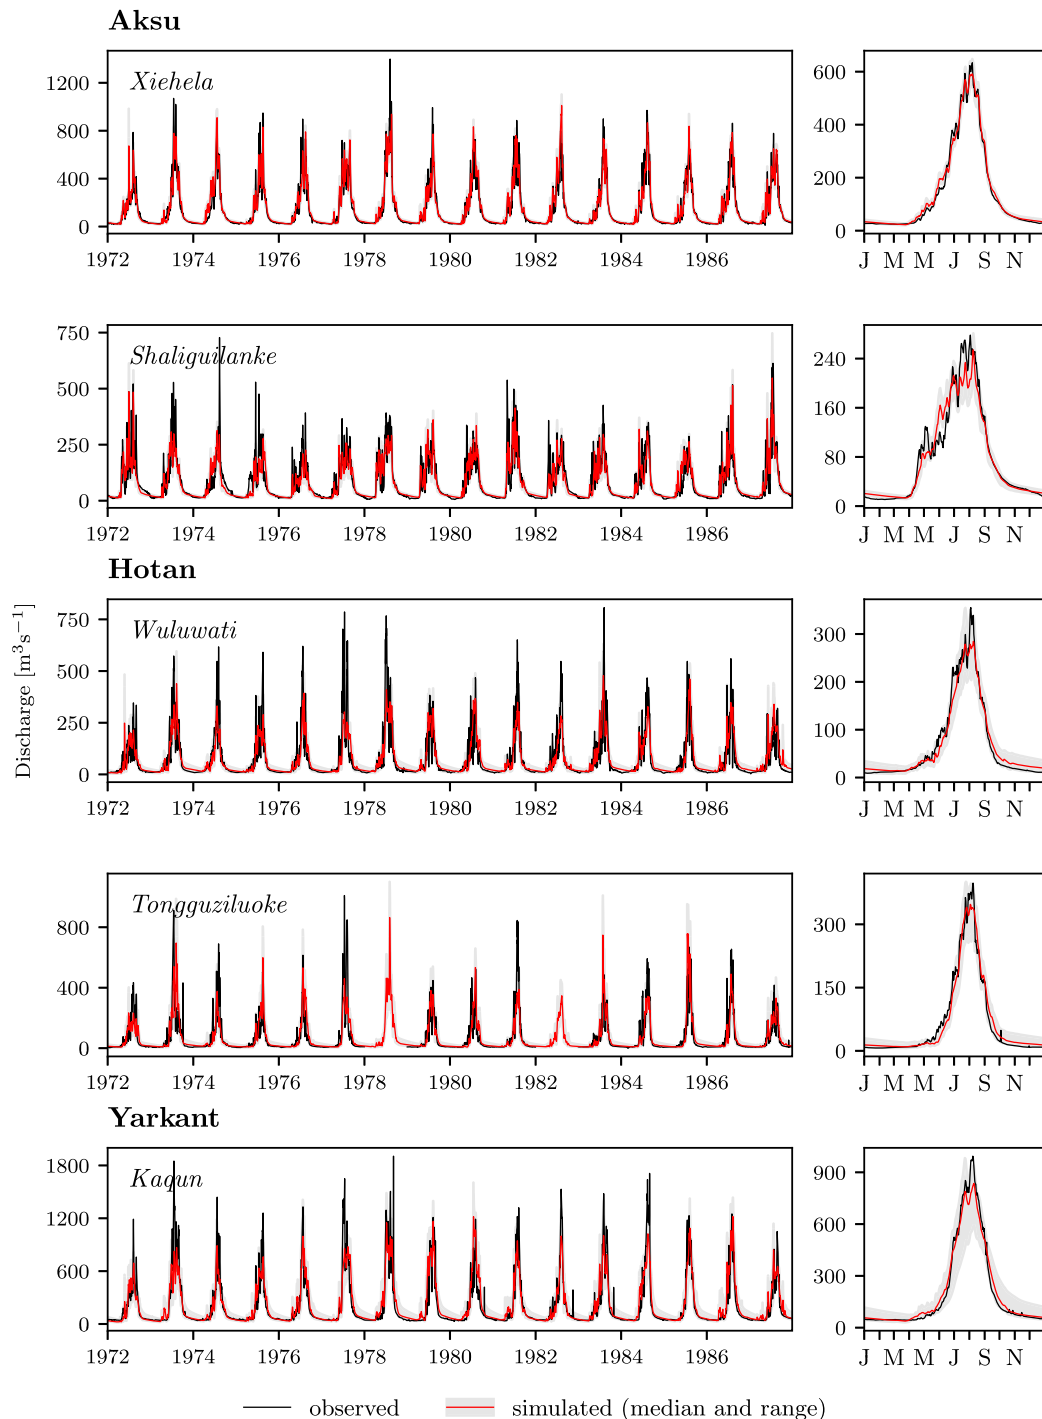 Aksu
Xiehela
1200
800
400
0
1972 1974 1976 1978 1980 1982 1984 1986
600
400
200
0
J M M J S N
Shaliguilanke
750
500
250
0
1972 1974 1976 1978 1980 1982 1984 1986
240
160
80
0
J M M J S N
Hotan
Discharge [m³s⁻¹]
Wuluwati
750
500
250
0
1972 1974 1976 1978 1980 1982 1984 1986
300
200
100
0
J M M J S N
Tongguziluoke
800
400
0
1972 1974 1976 1978 1980 1982 1984 1986
300
150
0
J M M J S N
Yarkant
Kaqun
1800
1200
600
0
1972 1974 1976 1978 1980 1982 1984 1986
900
600
300
0
J M M J S N
observed simulated (median and range)